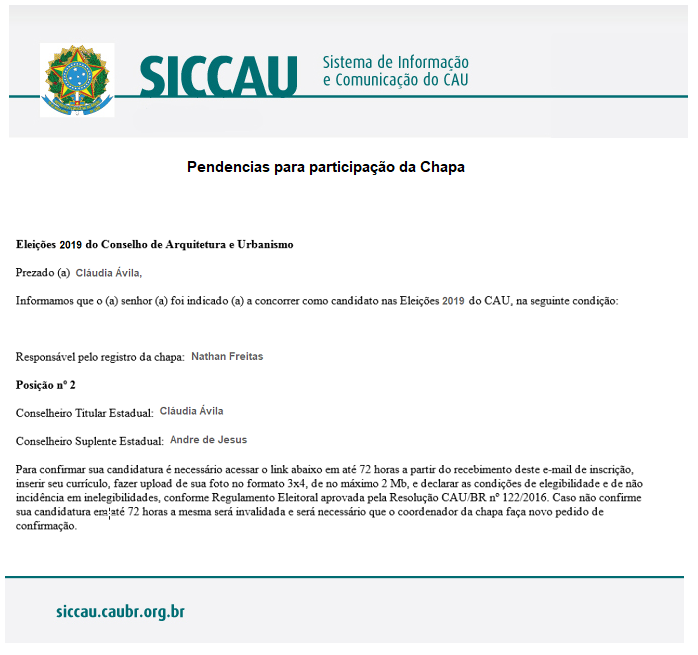 SICCAU
Sistema de Informação
e Comunicação do CAU
Pendencias para participação da Chapa
Eleições 2019 do Conselho de Arquitetura e Urbanismo
Prezado (a) Cláudia Ávila,
Informamos que o (a) senhor (a) foi indicado (a) a concorrer como candidato nas Eleições 2019 do CAU, na seguinte condição:
Responsável pelo registro da chapa: Nathan Freitas
Posição nº 2
Conselheiro Titular Estadual: Cláudia Ávila
Conselheiro Suplente Estadual: Andre de Jesus
Para confirmar sua candidatura é necessário acessar o link abaixo em até 72 horas a partir do recebimento deste e-mail de inscrição,
inserir seu currículo, fazer upload de sua foto no formato 3x4, de no máximo 2 Mb, e declarar as condições de elegibilidade e de não
incidência em inelegibilidades, conforme Regulamento Eleitoral aprovada pela Resolução CAU/BR nº 122/2016. Caso não confirme
sua candidatura em até 72 horas a mesma será invalidada e será necessário que o coordenador da chapa faça novo pedido de
confirmação.
siccau.caubr.org.br